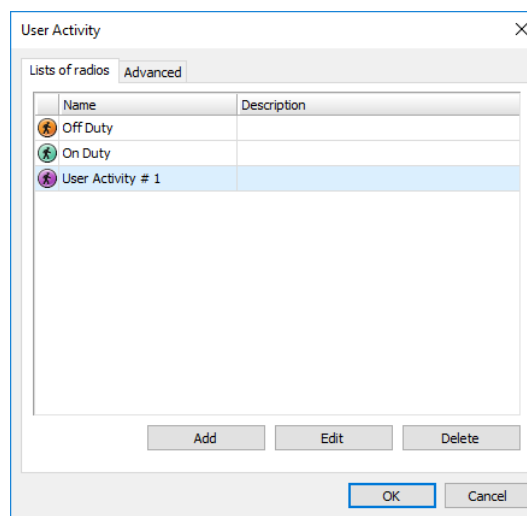 User Activity
Lists of radios Advanced
Name Description
Off Duty
On Duty
User Activity # 1
Add Edit Delete
OK Cancel